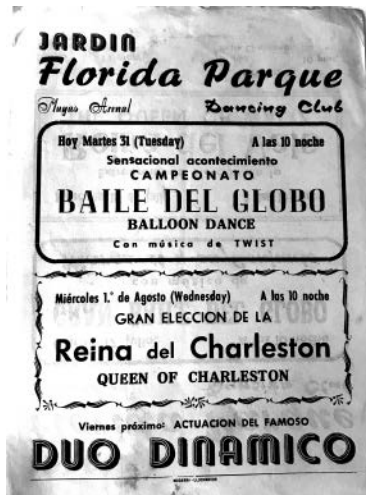 JARDIN
Florida Parque
Playas Arenal Dancing Club
Hoy Martes 31 (Tuesday) A las 10 noche
Sensacional acontecimiento
CAMPEONATO
BAILE DEL GLOBO
BALLOON DANCE
Con música de TWIST
Miércoles 1.º de Agosto (Wednesday) A las 10 noche
GRAN ELECCION DE LA
Reina del Charleston
QUEEN OF CHARLESTON
Viernes próximo: ACTUACION DEL FAMOSO
DUO DINAMICO